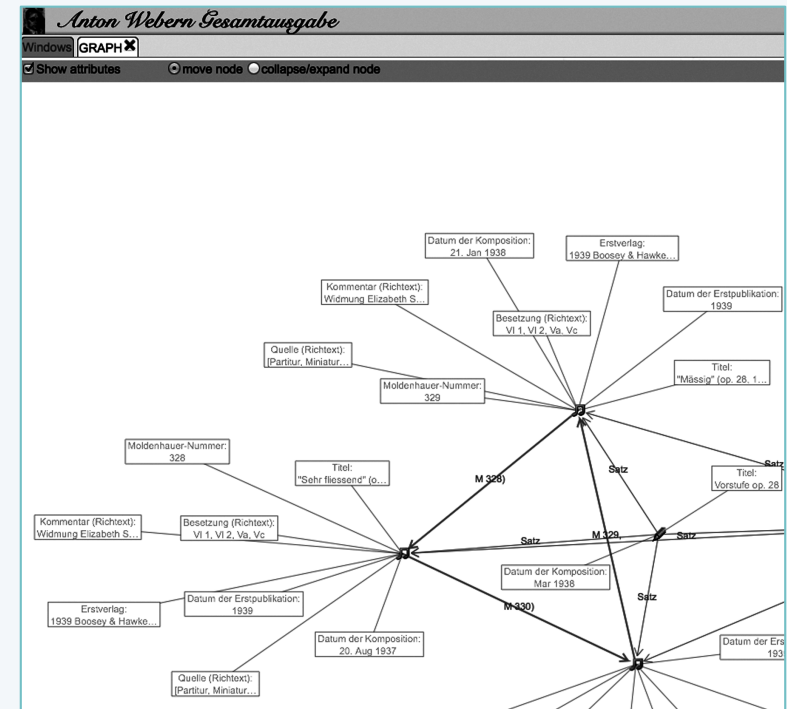 Anton Webern Gesamtausgabe
Windows GRAPH
Show attributes move node collapse/expand node
Datum der Komposition:
21. Jan 1938
Erstverlag:
1939 Boosey & Hawke...
Kommentar (Richtext):
Widmung Elizabeth S...
Datum der Erstpublikation:
1939
Besetzung (Richtext):
Vl 1, Vl 2, Va. Vc
Quelle (Richtext):
[Partitur, Miniatur...
Titel:
"Mässig" (op. 28, 1...
Moldenhauer-Nummer:
329
Moldenhauer-Nummer:
328
Titel:
"Sehr fliessend" (o...
M 328)
Satz
Satz
Titel:
Vorstufe op. 28
Kommentar (Richtext):
Widmung Elizabeth S...
Besetzung (Richtext):
Vl 1, Vl 2, Va, Vc
Satz
M 329,
Satz
Datum der Komposition:
Mar 1938
Erstverlag:
1939 Boosey & Hawke...
Datum der Erstpublikation:
1939
M 330)
Satz
Datum der Komposition:
20. Aug 1937
Datum der Ers
193
Quelle (Richtext):
[Partitur, Miniatur...